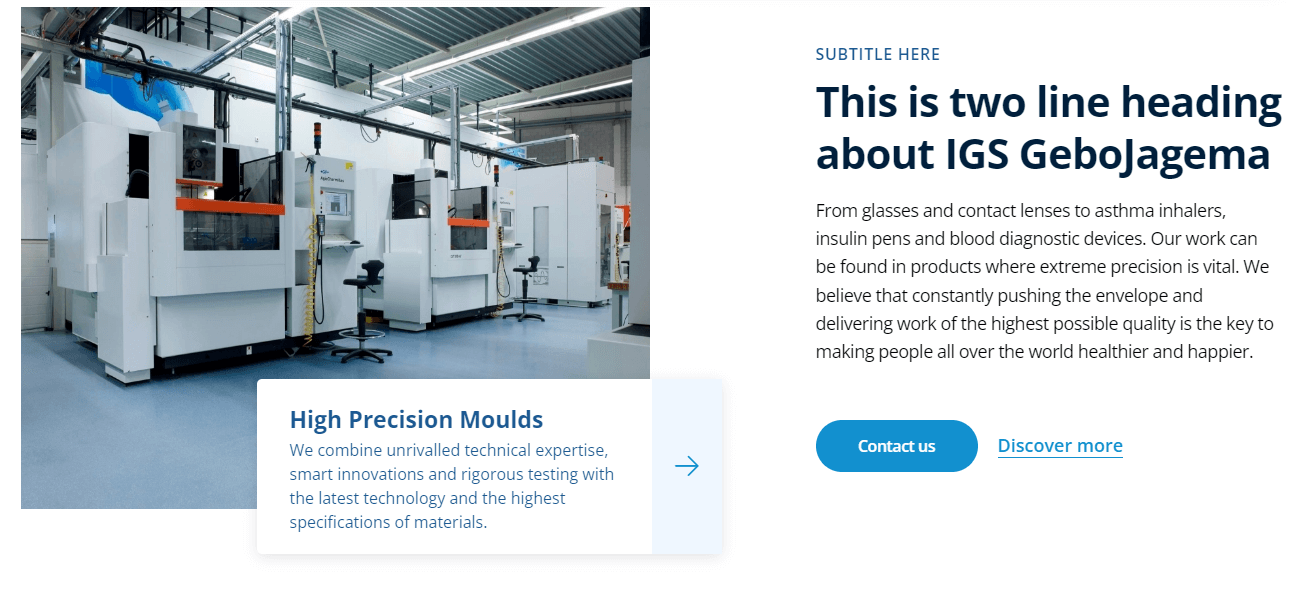 SUBTITLE HERE
This is two line heading
about IGS GeboJagema
From glasses and contact lenses to asthma inhalers,
insulin pens and blood diagnostic devices. Our work can
be found in products where extreme precision is vital. We
believe that constantly pushing the envelope and
delivering work of the highest possible quality is the key to
making people all over the world healthier and happier.
Contact us
Discover more
High Precision Moulds
We combine unrivalled technical expertise,
smart innovations and rigorous testing with
the latest technology and the highest
specifications of materials.